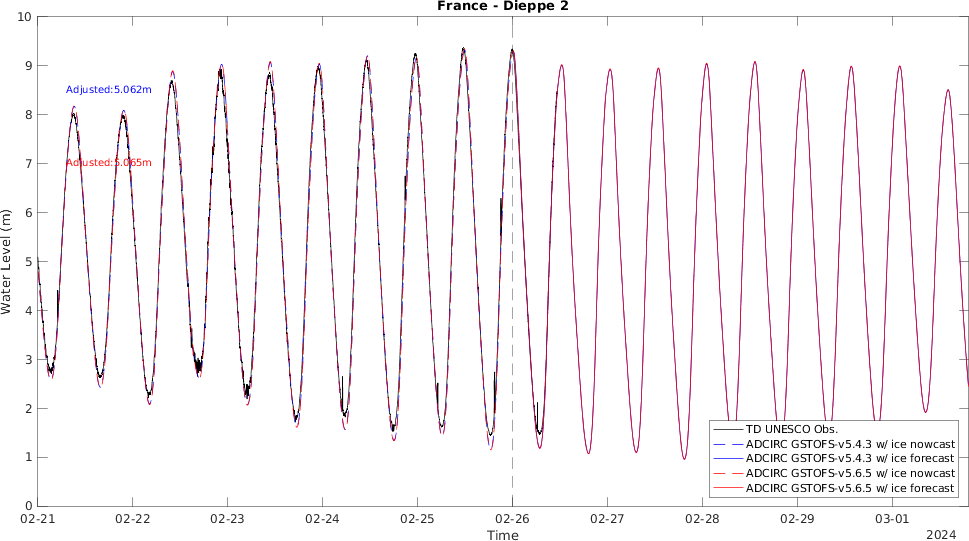 France - Dieppe 2
10
9
8
7
6
5
4
3
2
1
0
Water Level (m)
Adjusted:5.062m
Adjusted:5.065m
TD UNESCO Obs.
ADCIRC GSTOFS-v5.4.3 w/ ice nowcast
ADCIRC GSTOFS-v5.4.3 w/ ice forecast
ADCIRC GSTOFS-v5.6.5 w/ ice nowcast
ADCIRC GSTOFS-v5.6.5 w/ ice forecast
02-21 02-22 02-23 02-24 02-25 02-26 02-27 02-28 02-29 03-01
Time
2024